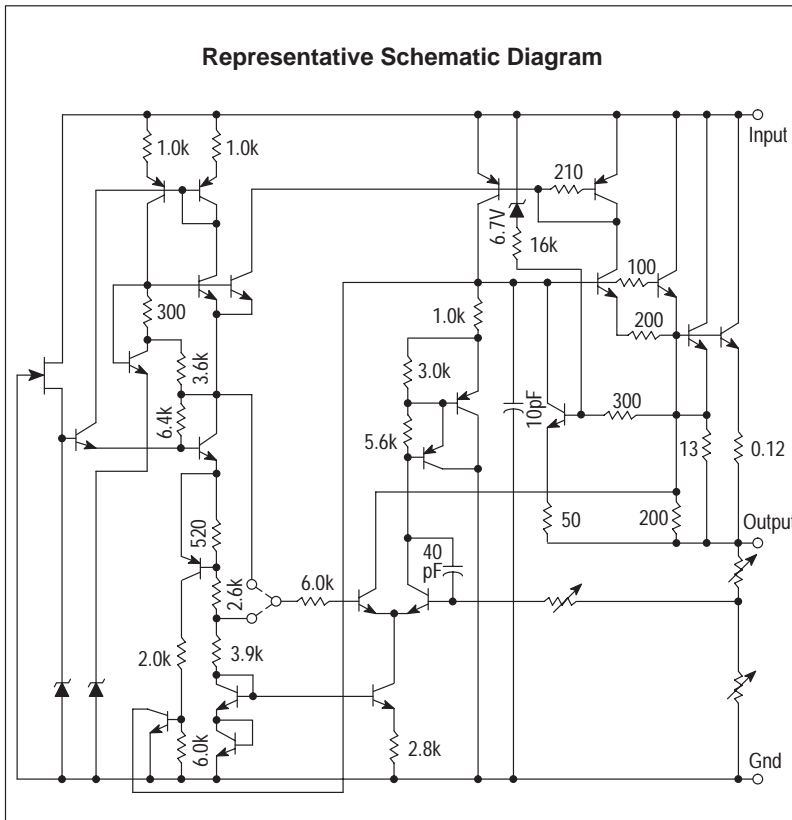 Representative Schematic Diagram
Input
1.0k
1.0k
210
6.7V
16k
100
300
1.0k
200
3.6k
3.0k
10pF
300
6.4k
5.6k
13
0.12
520
50
200
Output
40
pF
2.6k
6.0k
2.0k
3.9k
6.0k
2.8k
Gnd